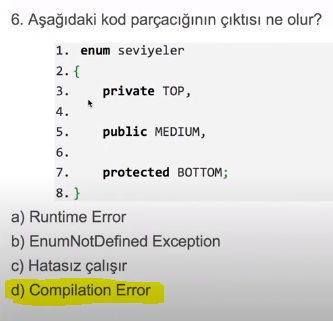 6. Aşağıdaki kod parçacığının çıktısı ne olur?
1. enum seviyeler
2. {
3. private TOP,
4.
5. public MEDIUM,
6.
7. protected BOTTOM;
8. }
a) Runtime Error
b) EnumNotDefined Exception
c) Hatasız çalışır
d) Compilation Error